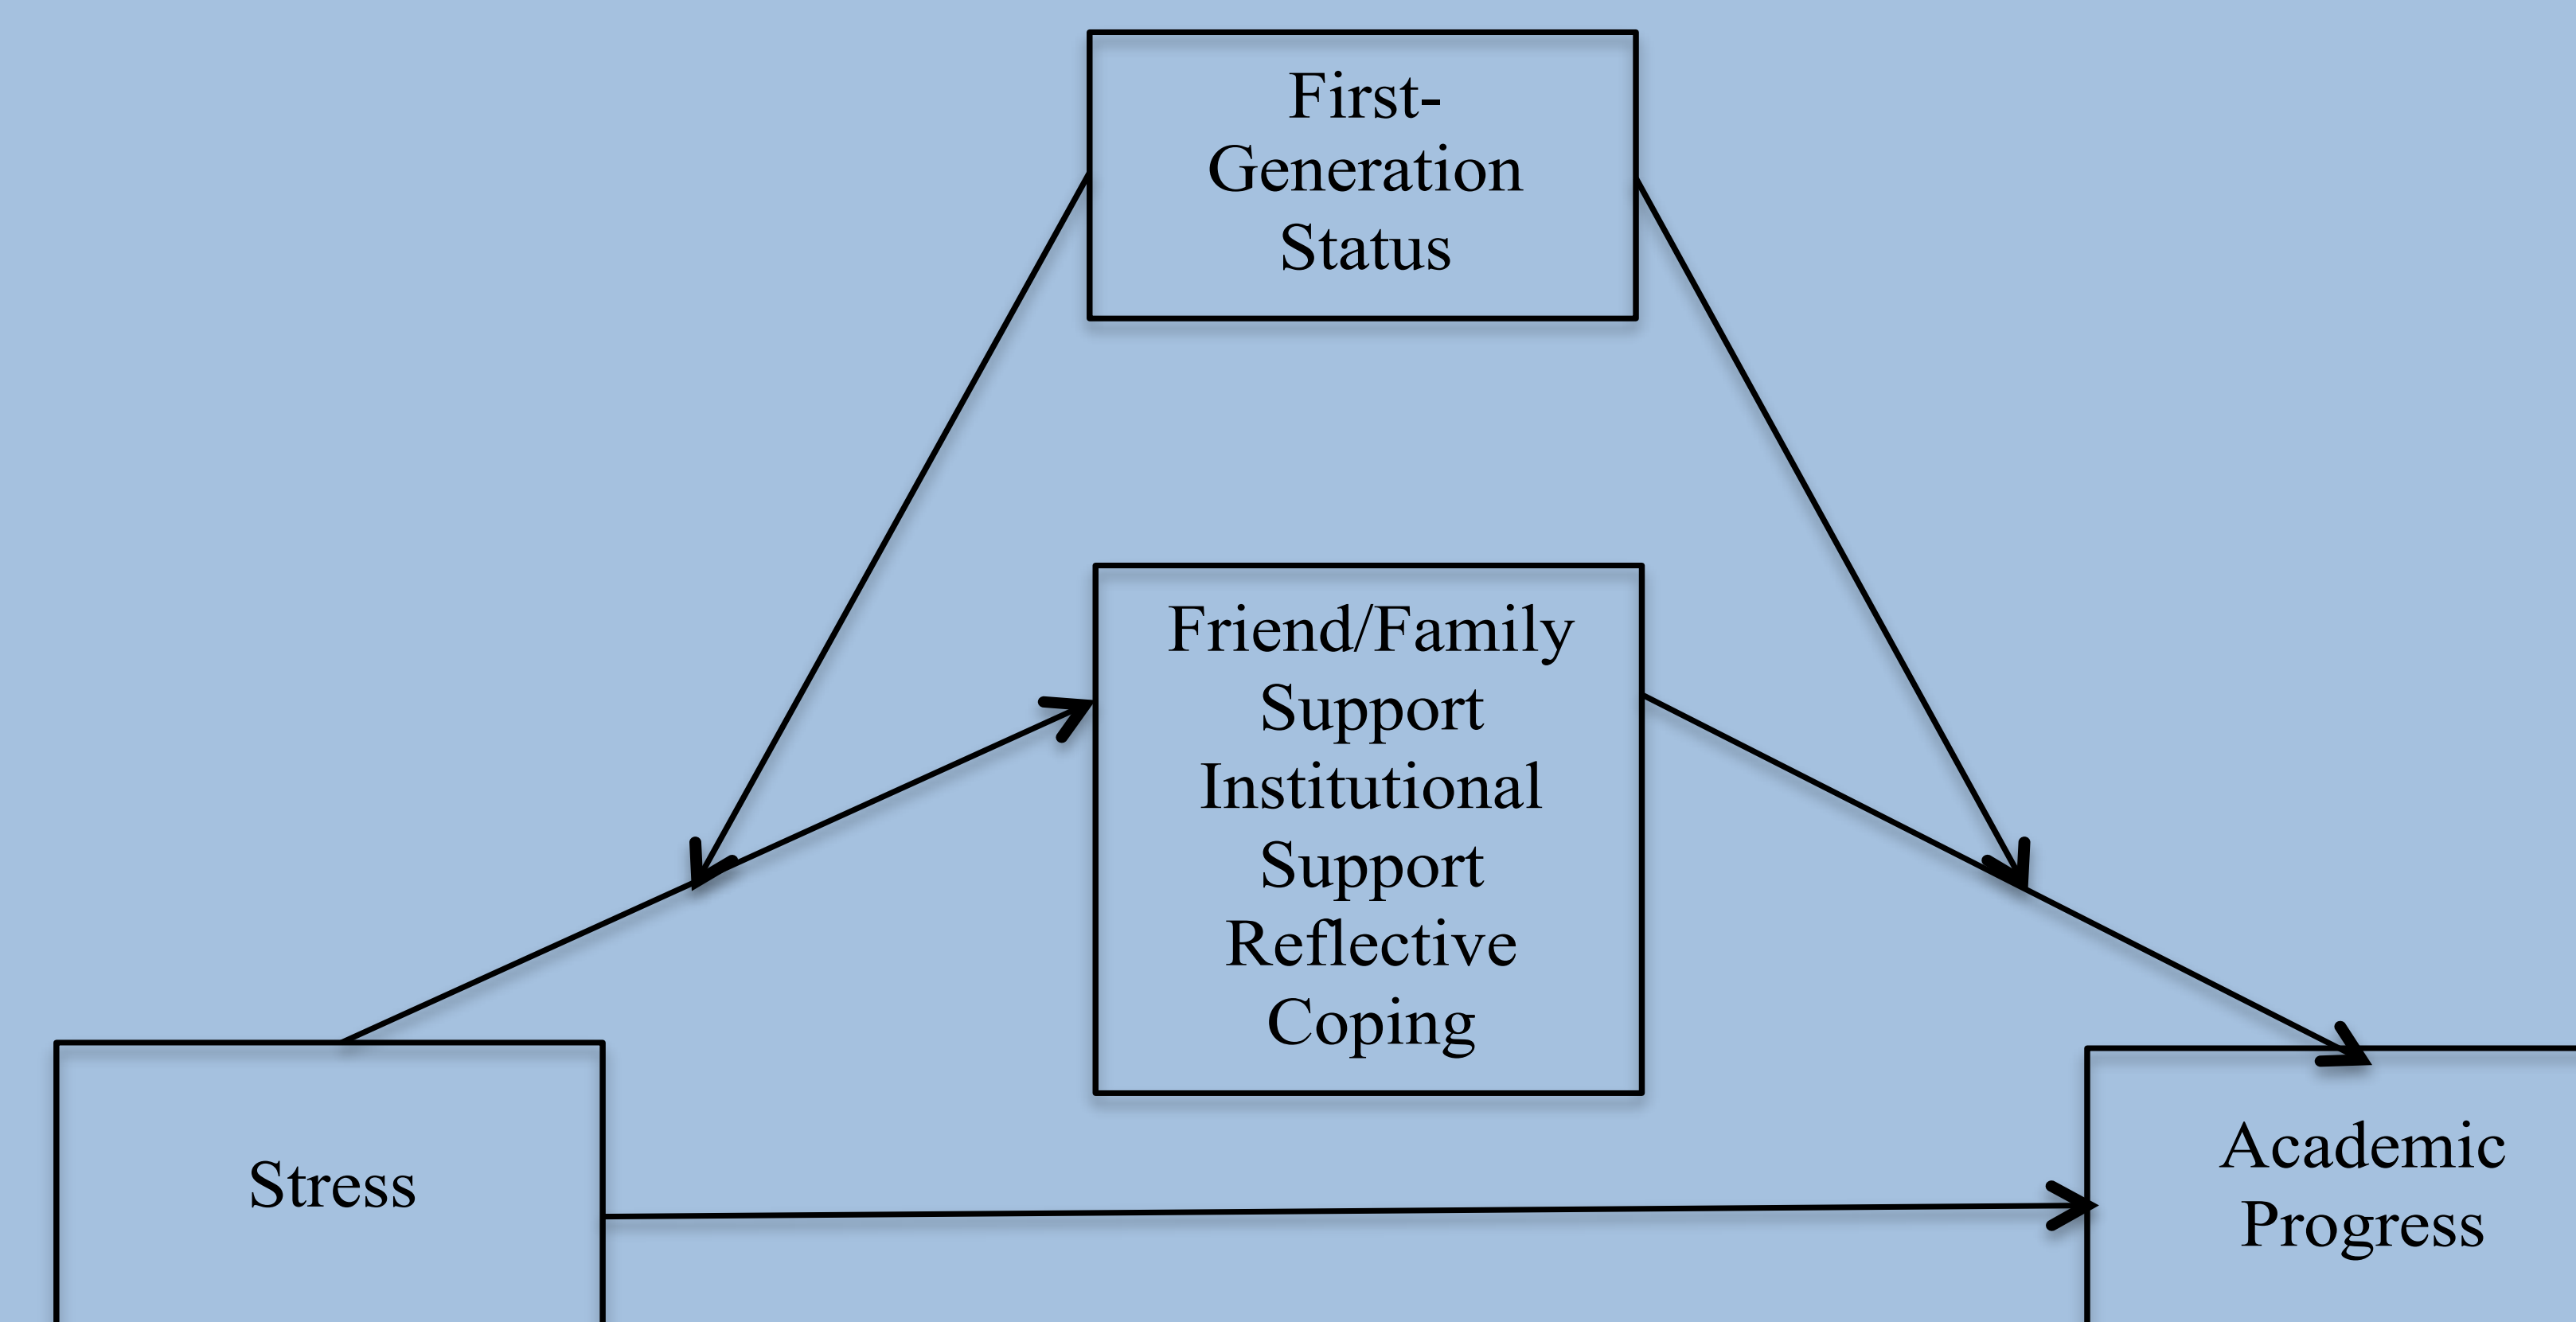 First-
Generation
Status
Friend/Family
Support
Institutional
Support
Reflective
Coping
Stress
Academic
Progress